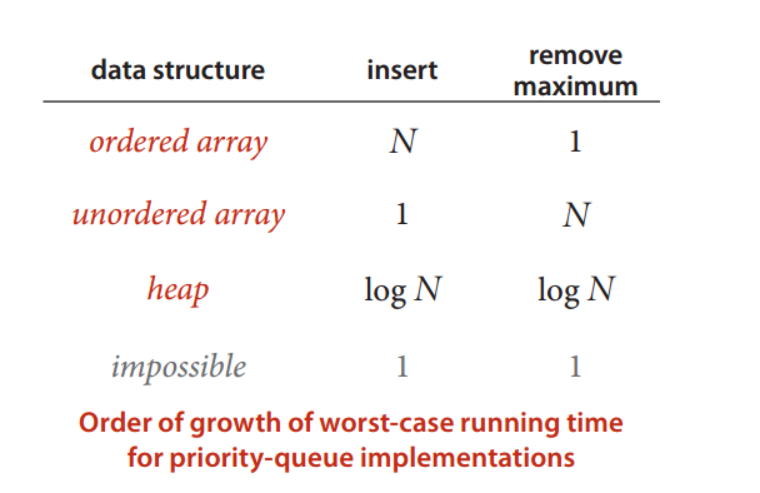 data structure insert remove maximum
ordered array N 1
unordered array 1 N
heap log N log N
impossible 1 1
Order of growth of worst-case running time
for priority-queue implementations